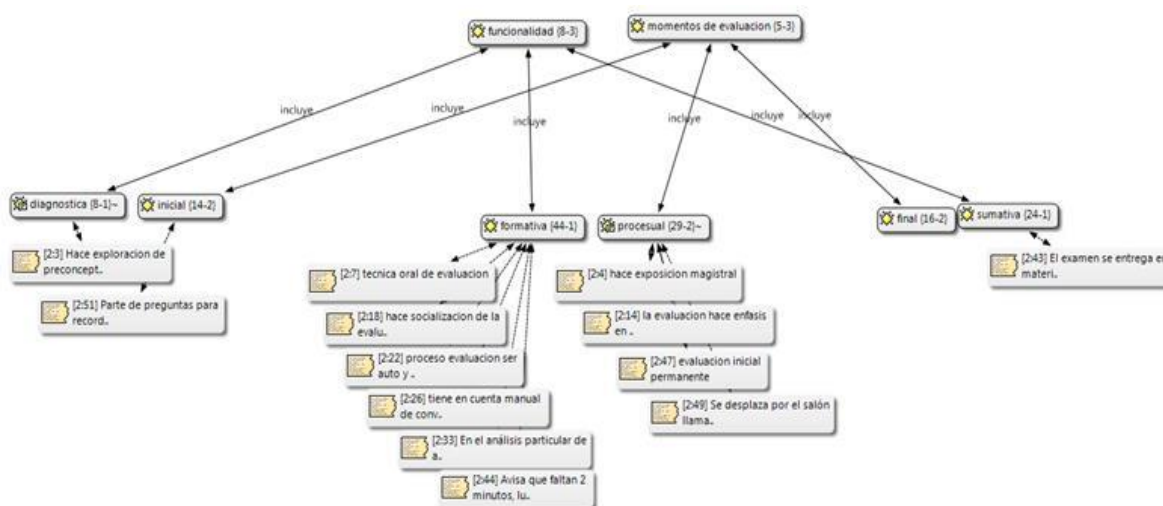 funcionalidad {8-3}
momentos de evaluacion {5-3}
incluye
incluye
incluye
incluye
incluye
incluye
diagnostica {8-1}~
inicial {14-2}
formativa {44-1}
procesual {29-2}~
final {16-2}
sumativa {24-1}
[2:3] Hace exploracion de
preconcept..
[2:51] Parte de preguntas para
record..
[2:7] tecnica oral de evaluacion
[2:18] hace socialización de la
evalu..
[2:22] proceso evaluacion ser
auto y ..
[2:26] tiene en cuenta manual
de conv..
[2:33] En el análisis particular de
a..
[2:44] Avisa que faltan 2
minutos, lu..
[2:4] hace exposicion magistral
[2:14] la evaluacion hace enfasis
en ..
[2:47] evaluacion inicial
permanente
[2:49] Se desplaza por el salón
llama..
[2:43] El examen se entrega en
materi..